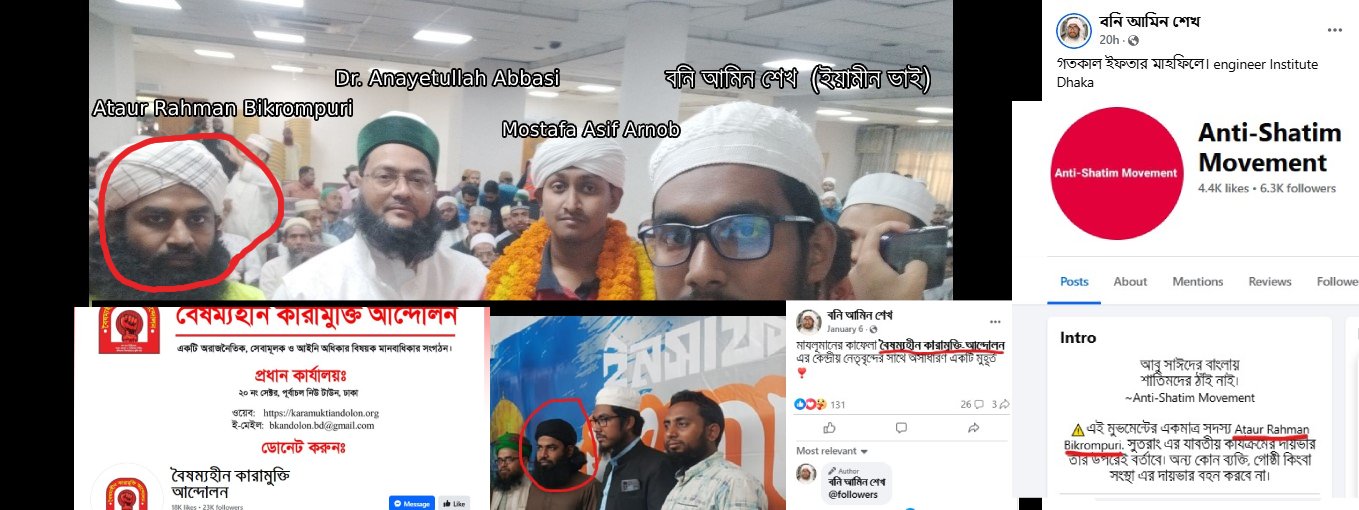 Dr. Anayetullah Abbasi
বনি আমিন শেখ (ইয়ামীন ভাই)
Ataur Rahman Bikrompuri
Mostafa Asif Arnob
বনি আমিন শেখ
20h
গতকাল ইফতার মাহফিলে। engineer Institute
Dhaka
Anti-Shatim Movement
Anti-Shatim
Movement
4.4K likes • 6.3K followers
Posts About Mentions Reviews Followe
Intro
আবু সাঈদের বাংলায়
শাতিমদের ঠাঁই নাই।
~Anti-Shatim Movement
⚠️এই মুভমেন্টের একমাত্র সদস্য Ataur Rahman
Bikrompuri. সুতরাং এর যাবতীয় কার্যক্রমের দায়ভার
তার উপরেই বর্তাবে। অন্য কোন ব্যক্তি, গোষ্ঠী কিংবা
সংস্থা এর দায়ভার বহন করবে না।
বৈষম্যহীন কারামুক্তি আন্দোলন
একটি অরাজনৈতিক, সেবামূলক ও আইনি অধিকার বিষয়ক মানবাধিকার সংগঠন।
প্রধান কার্যালয়ঃ
২০ নং সেক্টর, পূর্বাচল নিউ টাউন, ঢাকা
ওয়েব: https://karamuktiandolon.org
ই-মেইল: bkandolon.bd@gmail.com
ডোনেট করুন:
বৈষম্যহীন কারামুক্তি
আন্দোলন
18K likes • 23K followers
Message Like
ইনসাফ
বনি আমিন শেখ
January 6
মাযলূমানের কাফেলা বৈষম্যহীন কারামুক্তি আন্দোলন
এর কেন্দ্রীয় নেতৃবৃন্দের সাথে অসাধারণ একটি মুহূর্ত
❣️
131 26 3
Most relevant
Author
বনি আমিন শেখ
@followers